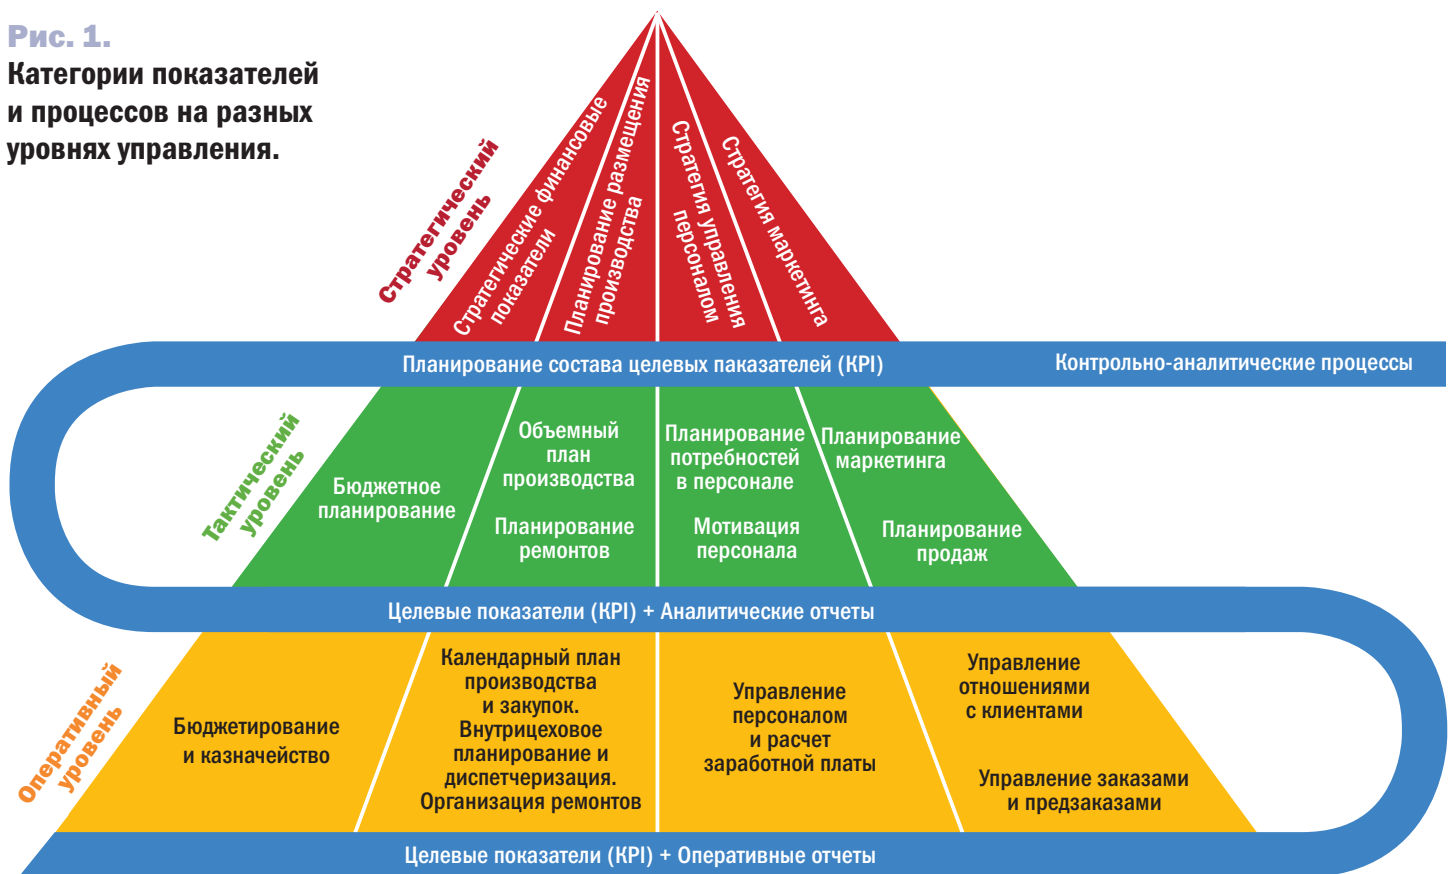 Рис. 1.
Категории показателей
и процессов на разных
уровнях управления.
Стратегический
уровень
Стратегические финансовые
показатели
Планирование размещения
производства
Стратегия управления
персоналом
Стратегия маркетинга
Планирование состава целевых паказателей (KPI)
Контрольно-аналитические процессы
Тактический
уровень
Бюджетное
планирование
Объемный
план
производства
Планирование
ремонтов
Планирование
потребностей
в персонале
Мотивация
персонала
Планирование
маркетинга
Планирование
продаж
Целевые показатели (KPI) + Аналитические отчеты
Оперативный
уровень
Бюджетирование
и казначейство
Календарный план
производства
и закупок.
Внутрицеховое
планирование и
диспетчеризация.
Организация ремонтов
Управление
персоналом
и расчет
заработной платы
Управление
отношениями
с клиентами
Управление заказами
и предзаказами
Целевые показатели (KPI) + Оперативные отчеты